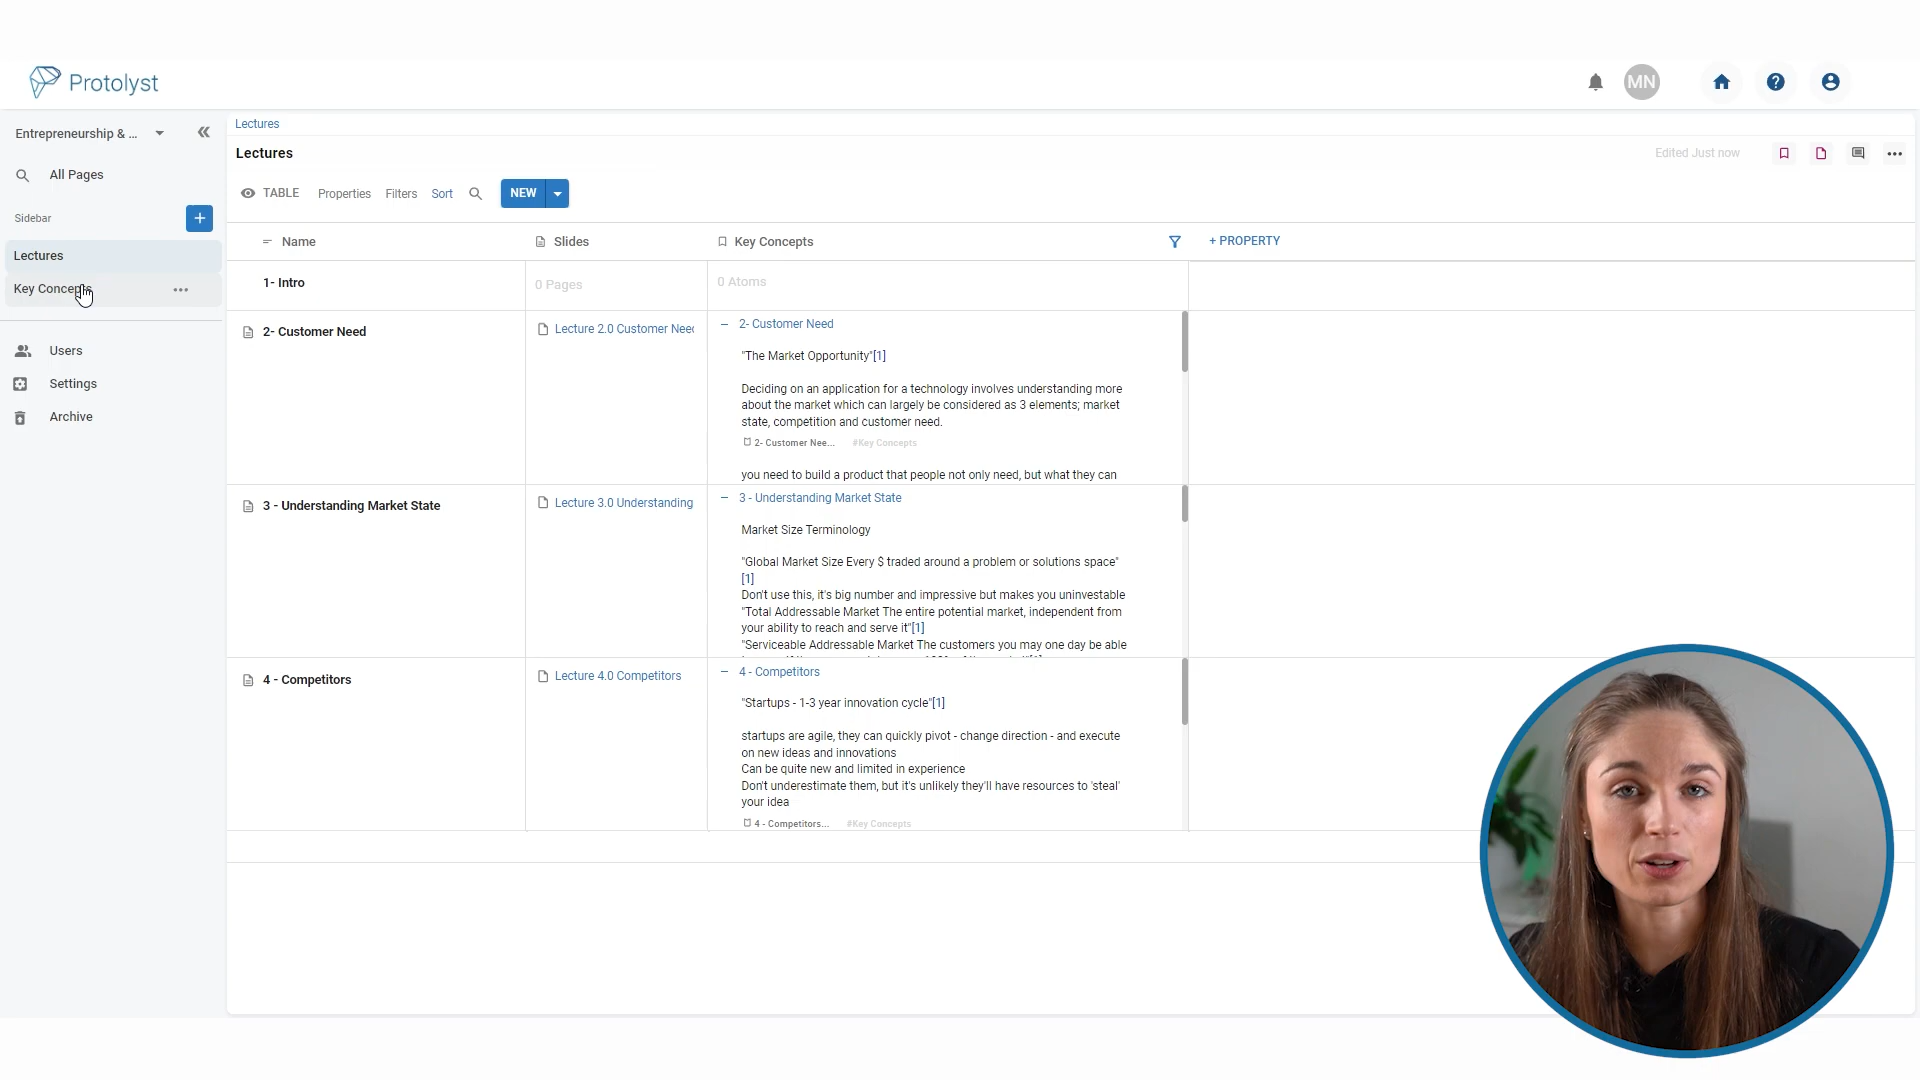 Protolyst
MN
Entrepreneurship & ...
All Pages
Sidebar
Lectures
Key Concepts
Users
Settings
Archive
Lectures
Lectures
Edited Just now
TABLE
Properties
Filters
Sort
NEW
Name
Slides
Key Concepts
+ PROPERTY
1- Intro
0 Pages
0 Atoms
2- Customer Need
Lecture 2.0 Customer Need
2- Customer Need
"The Market Opportunity"[1]
Deciding on an application for a technology involves understanding more
about the market which can largely be considered as 3 elements; market
state, competition and customer need.
2- Customer Nee...
#Key Concepts
you need to build a product that people not only need, but what they can
3 - Understanding Market State
Lecture 3.0 Understanding
3 - Understanding Market State
Market Size Terminology
"Global Market Size Every $ traded around a problem or solutions space"
[1]
Don't use this, it's big number and impressive but makes you uninvestable
"Total Addressable Market The entire potential market, independent from
your ability to reach and serve it"[1]
"Serviceable Addressable Market The customers you may one day be able
4 - Competitors
Lecture 4.0 Competitors
4 - Competitors
"Startups - 1-3 year innovation cycle"[1]
startups are agile, they can quickly pivot - change direction - and execute
on new ideas and innovations
Can be quite new and limited in experience
Don't underestimate them, but it's unlikely they'll have resources to 'steal'
your idea
4 - Competitors...
#Key Concepts